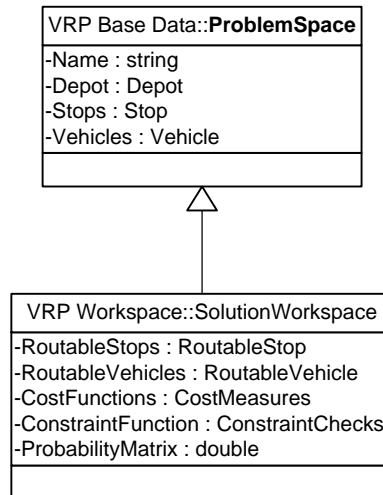 VRP Base Data::ProblemSpace
-Name : string
-Depot : Depot
-Stops : Stop
-Vehicles : Vehicle
VRP Workspace::SolutionWorkspace
-RoutableStops : RoutableStop
-RoutableVehicles : RoutableVehicle
-CostFunctions : CostMeasures
-ConstraintFunction : ConstraintChecks
-ProbabilityMatrix : double